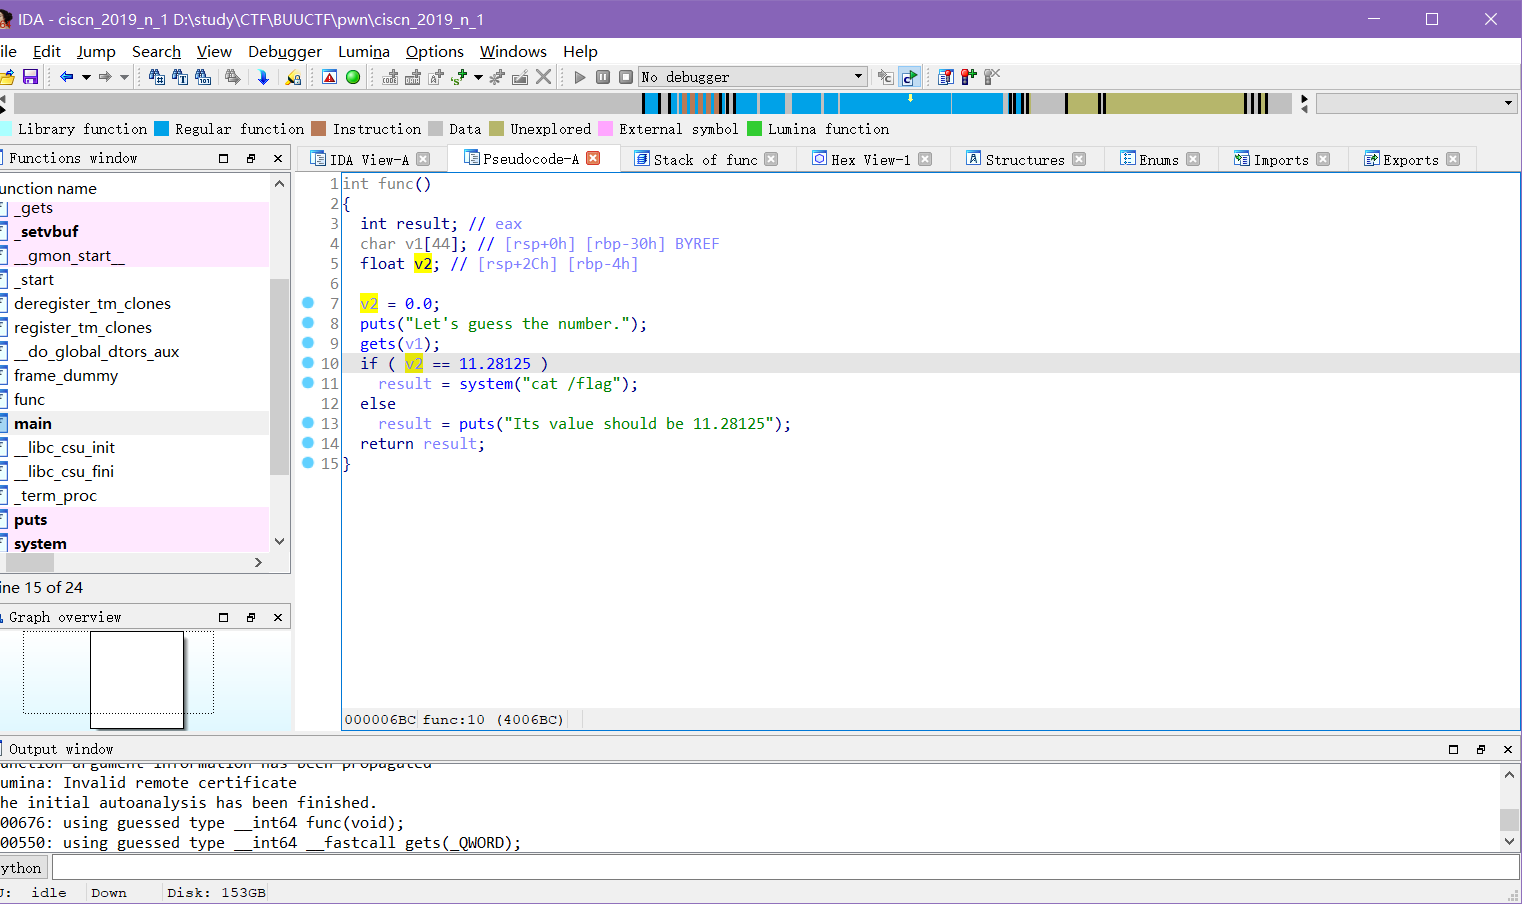 IDA - ciscn_2019_n_1 D:\study\CTF\BUUCTF\pwn\ciscn_2019_n_1
ile Edit Jump Search View Debugger Lumina Options Windows Help
No debugger
Library function Regular function Instruction Data Unexplored External symbol Lumina function
Functions window
IDA View-A Pseudocode-A Stack of func Hex View-1 Structures Enums Imports Exports
unction name
_gets
_setvbuf
__gmon_start__
_start
deregister_tm_clones
register_tm_clones
__do_global_dtors_aux
frame_dummy
func
main
__libc_csu_init
__libc_csu_fini
_term_proc
puts
system
ine 15 of 24
Graph overview
1 int func()
2 {
3 int result; // eax
4 char v1[44]; // [rsp+0h] [rbp-30h] BYREF
5 float v2; // [rsp+2Ch] [rbp-4h]
6
7 v2 = 0.0;
8 puts("Let's guess the number.");
9 gets(v1);
10 if ( v2 == 11.28125 )
11 result = system("cat /flag");
12 else
13 result = puts("Its value should be 11.28125");
14 return result;
15 }
000006BC func:10 (4006BC)
Output window
unction argument information has been propagated
umina: Invalid remote certificate
he initial autoanalysis has been finished.
00676: using guessed type __int64 func(void);
00550: using guessed type __int64 __fastcall gets(_QWORD);
ython
U: idle Down Disk: 153GB